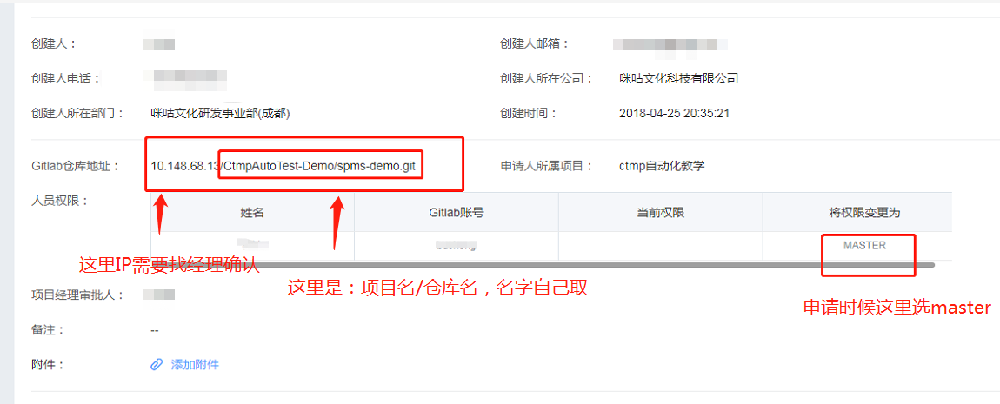 创建人：
创建人邮箱：
创建人电话：
创建人所在公司： 咪咕文化科技有限公司
创建人所在部门： 咪咕文化研发事业部(成都)
创建时间： 2018-04-25 20:35:21
Gitlab仓库地址： 10.148.68.13/CtmpAutoTest-Demo/spms-demo.git
申请人所属项目： ctmp自动化教学
人员权限：
姓名 Gitlab账号 当前权限 将权限变更为
MASTER
这里IP需要找经理确认
这里是：项目名/仓库名，名字自己取
申请时候这里选master
项目经理审批人：
备注： --
附件： 添加附件